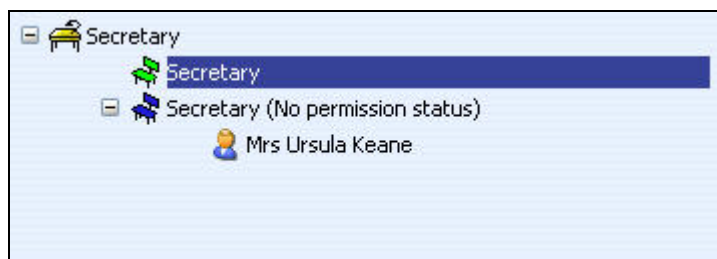 Secretary
Secretary
Secretary (No permission status)
Mrs Ursula Keane